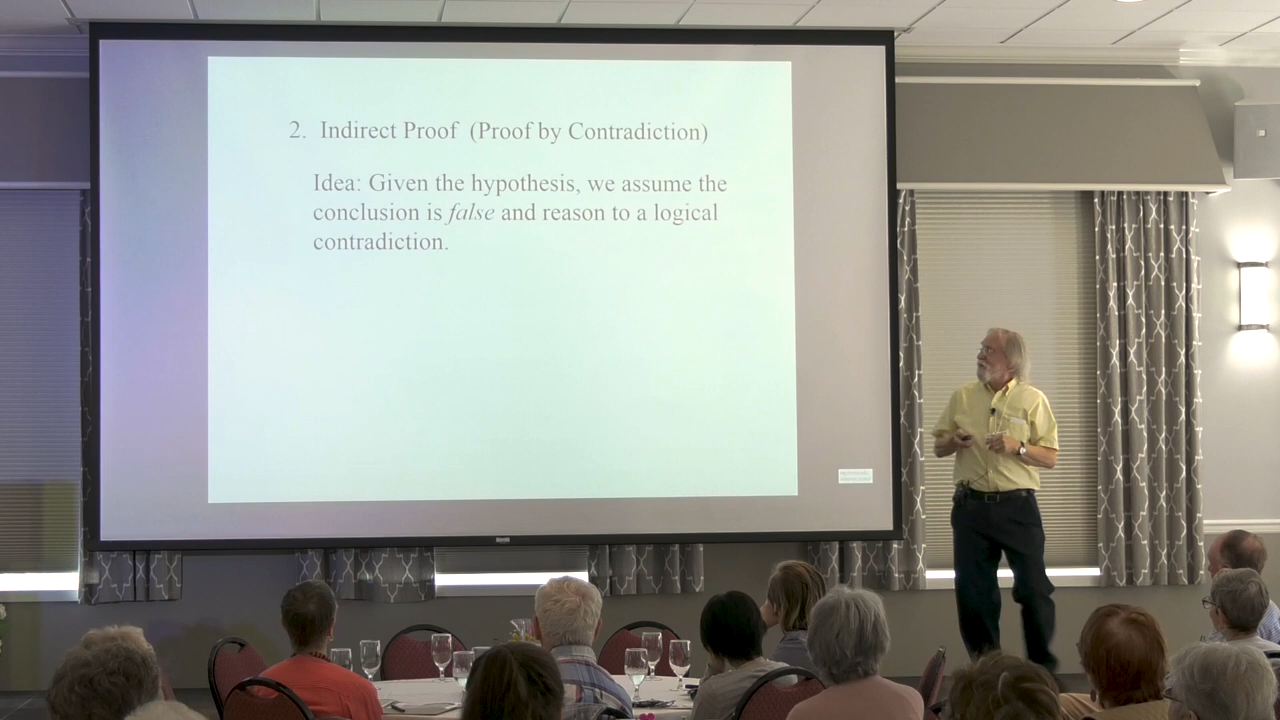 2. Indirect Proof (Proof by Contradiction)
Idea: Given the hypothesis, we assume the
conclusion is false and reason to a logical
contradiction.